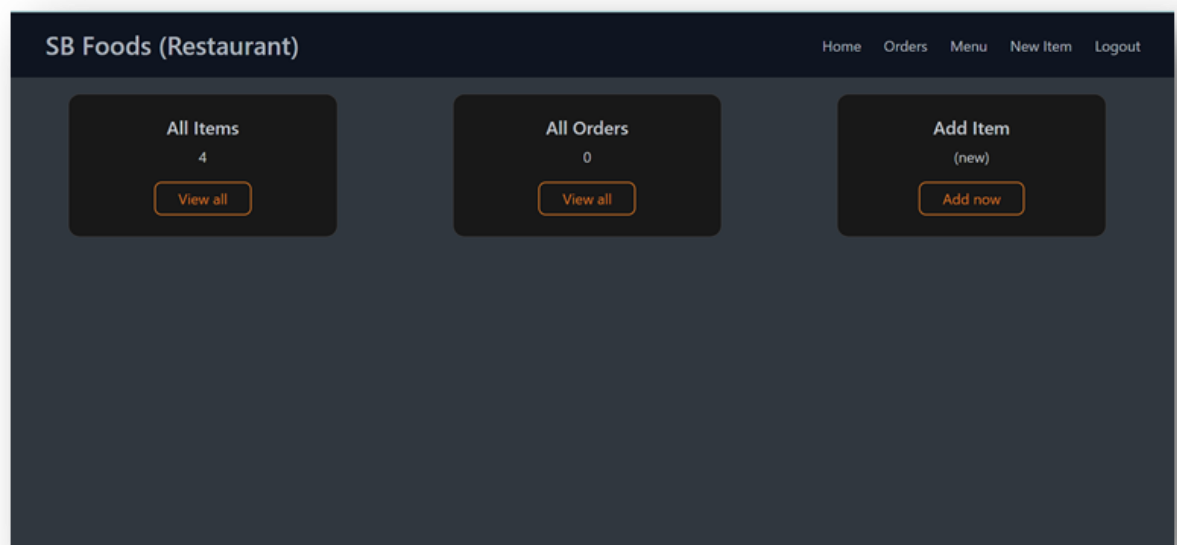 SB Foods (Restaurant)
Home Orders Menu New Item Logout
All Items
4
View all
All Orders
0
View all
Add Item
(new)
Add now